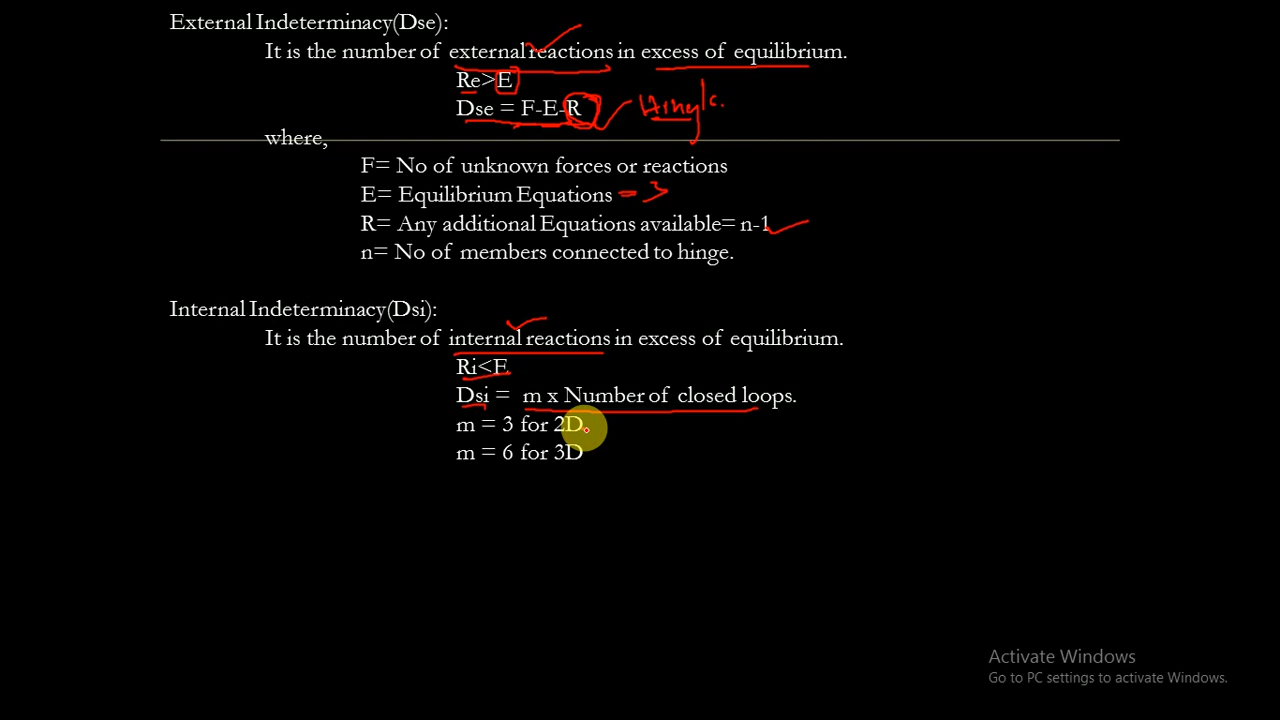 External Indeterminacy(Dse):
It is the number of external reactions in excess of equilibrium.
Re>E
Dse = F-E-R Hinge.
where,
F= No of unknown forces or reactions
E= Equilibrium Equations = 3
R= Any additional Equations available= n-1
n= No of members connected to hinge.
Internal Indeterminacy(Dsi):
It is the number of internal reactions in excess of equilibrium.
Ri<E
Dsi = m x Number of closed loops.
m = 3 for 2D
m = 6 for 3D
Activate Windows
Go to PC settings to activate Windows.